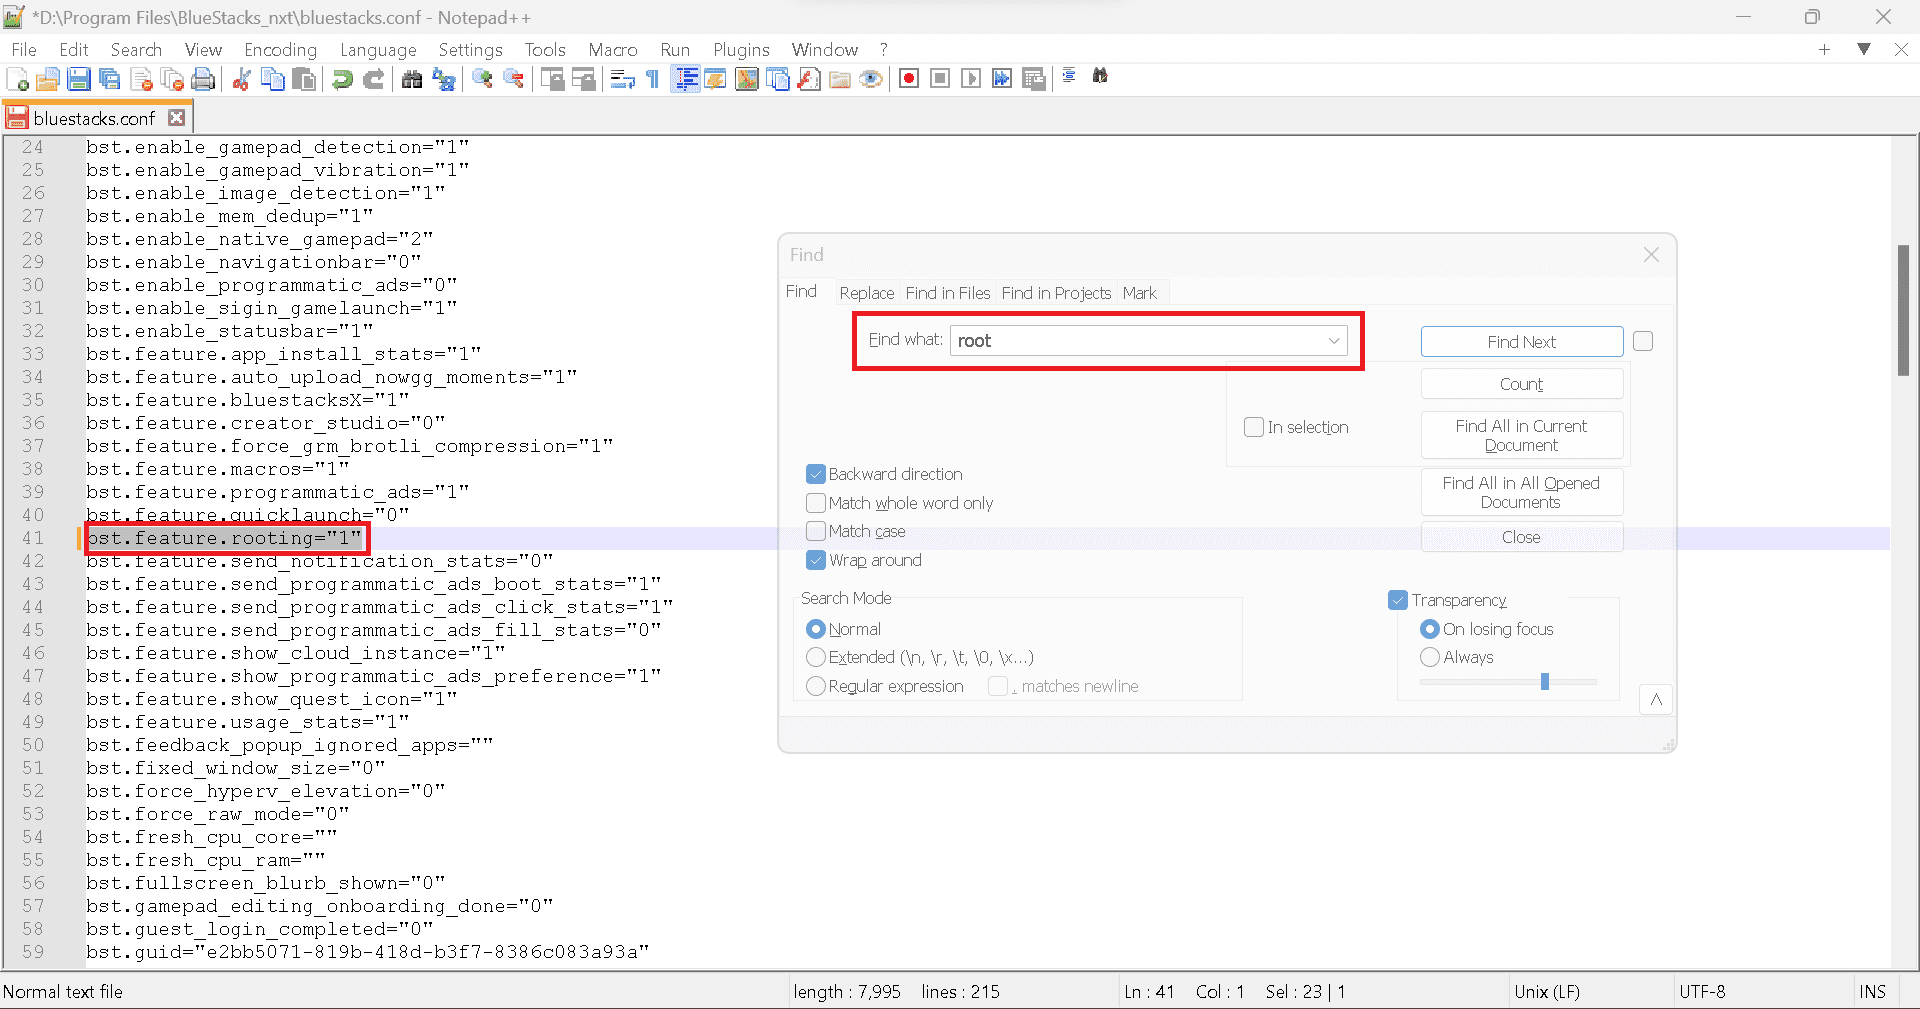 *D:\Program Files\BlueStacks_nxt\bluestacks.conf - Notepad++
File Edit Search View Encoding Language Settings Tools Macro Run Plugins Window ?
bluestacks.conf
24 bst.enable_gamepad_detection="1"
25 bst.enable_gamepad_vibration="1"
26 bst.enable_image_detection="1"
27 bst.enable_mem_dedup="1"
28 bst.enable_native_gamepad="2"
29 bst.enable_navigationbar="0"
30 bst.enable_programmatic_ads="0"
31 bst.enable_sigin_gamelaunch="1"
32 bst.enable_statusbar="1"
33 bst.feature.app_install_stats="1"
34 bst.feature.auto_upload_nowgg_moments="1"
35 bst.feature.bluestacksX="1"
36 bst.feature.creator_studio="0"
37 bst.feature.force_grm_brotli_compression="1"
38 bst.feature.macros="1"
39 bst.feature.programmatic_ads="1"
40 bst.feature.quicklaunch="0"
41 bst.feature.rooting="1"
42 bst.feature.send_notification_stats="0"
43 bst.feature.send_programmatic_ads_boot_stats="1"
44 bst.feature.send_programmatic_ads_click_stats="1"
45 bst.feature.send_programmatic_ads_fill_stats="0"
46 bst.feature.show_cloud_instance="1"
47 bst.feature.show_programmatic_ads_preference="1"
48 bst.feature.show_quest_icon="1"
49 bst.feature.usage_stats="1"
50 bst.feedback_popup_ignored_apps=""
51 bst.fixed_window_size="0"
52 bst.force_hyperv_elevation="0"
53 bst.force_raw_mode="0"
54 bst.fresh_cpu_core=""
55 bst.fresh_cpu_ram=""
56 bst.fullscreen_blurb_shown="0"
57 bst.gamepad_editing_onboarding_done="0"
58 bst.guest_login_completed="0"
59 bst.guid="e2bb5071-819b-418d-b3f7-8386c083a93a"
Find
Find Replace Find in Files Find in Projects Mark
Find what: root
Find Next
Count
In selection
Find All in Current
Document
Backward direction
Find All in All Opened
Documents
Match whole word only
Match case
Close
Wrap around
Search Mode
Transparency
Normal
On losing focus
Extended (\n, \r, \t, \0, \x...)
Always
Regular expression
. matches newline
Normal text file length : 7,995 lines : 215 Ln : 41 Col : 1 Sel : 23 | 1 Unix (LF) UTF-8 INS